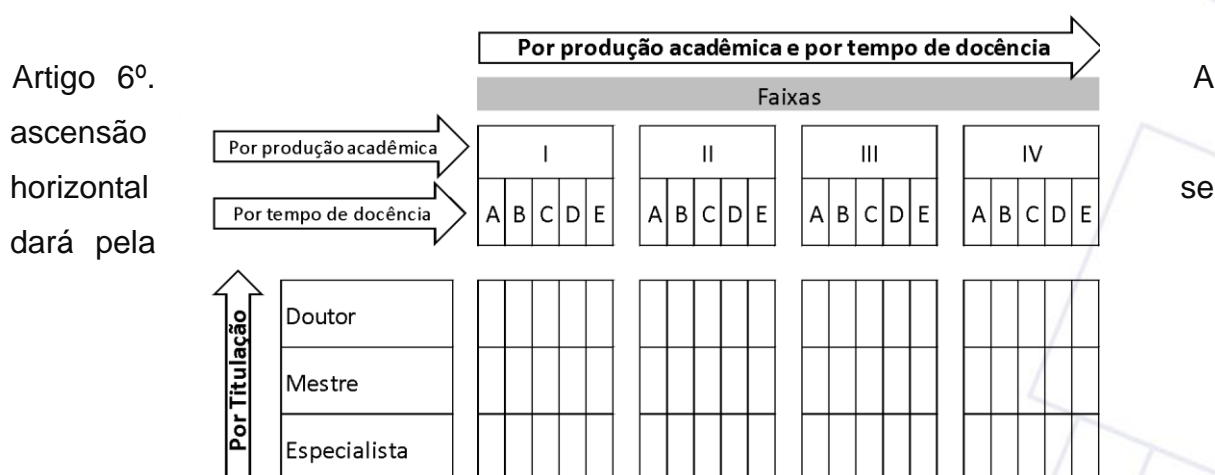 Por produção acadêmica e por tempo de docência
Artigo 6º. A
Faixas
ascensão
Por produção acadêmica I II III IV
horizontal se
Por tempo de docência A B C D E A B C D E A B C D E A B C D E
dará pela
Por Titulação
Doutor
Mestre
Especialista